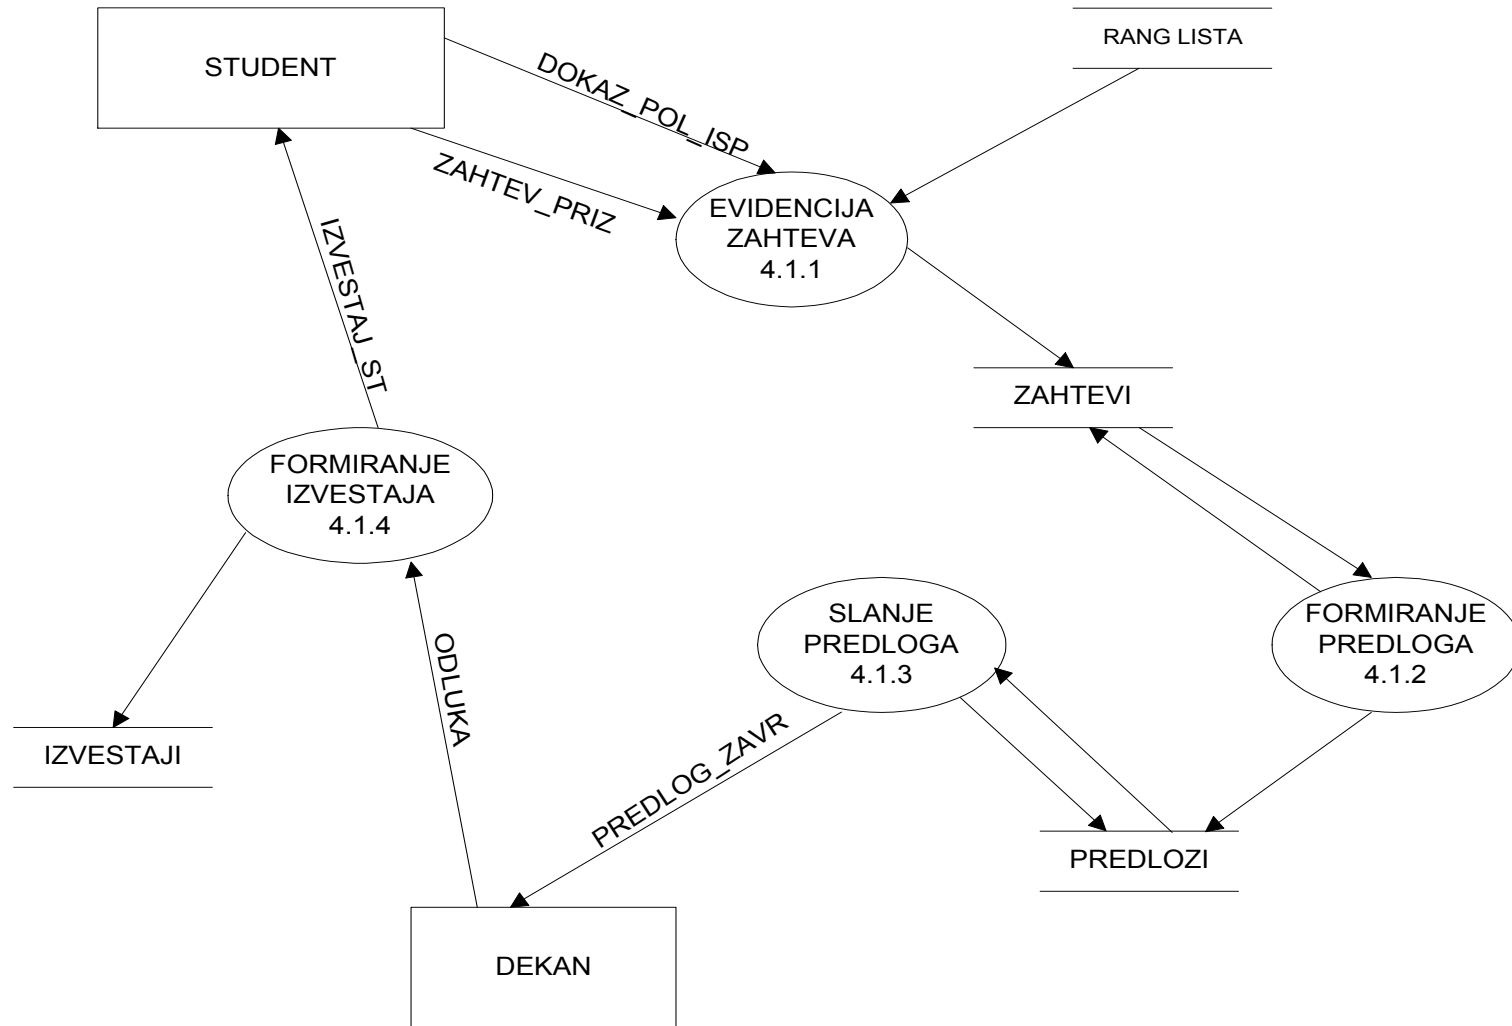 STUDENT
RANG LISTA
DOKAZ_POL_ISP
ZAHTEV_PRIZ
EVIDENCIJA
ZAHTEVA
4.1.1
IZVESTAJ_ST
ZAHTEVI
FORMIRANJE
IZVESTAJA
4.1.4
SLANJE
PREDLOGA
4.1.3
FORMIRANJE
PREDLOGA
4.1.2
ODLUKA
PREDLOG_ZAVR
IZVESTAJI
PREDLOZI
DEKAN